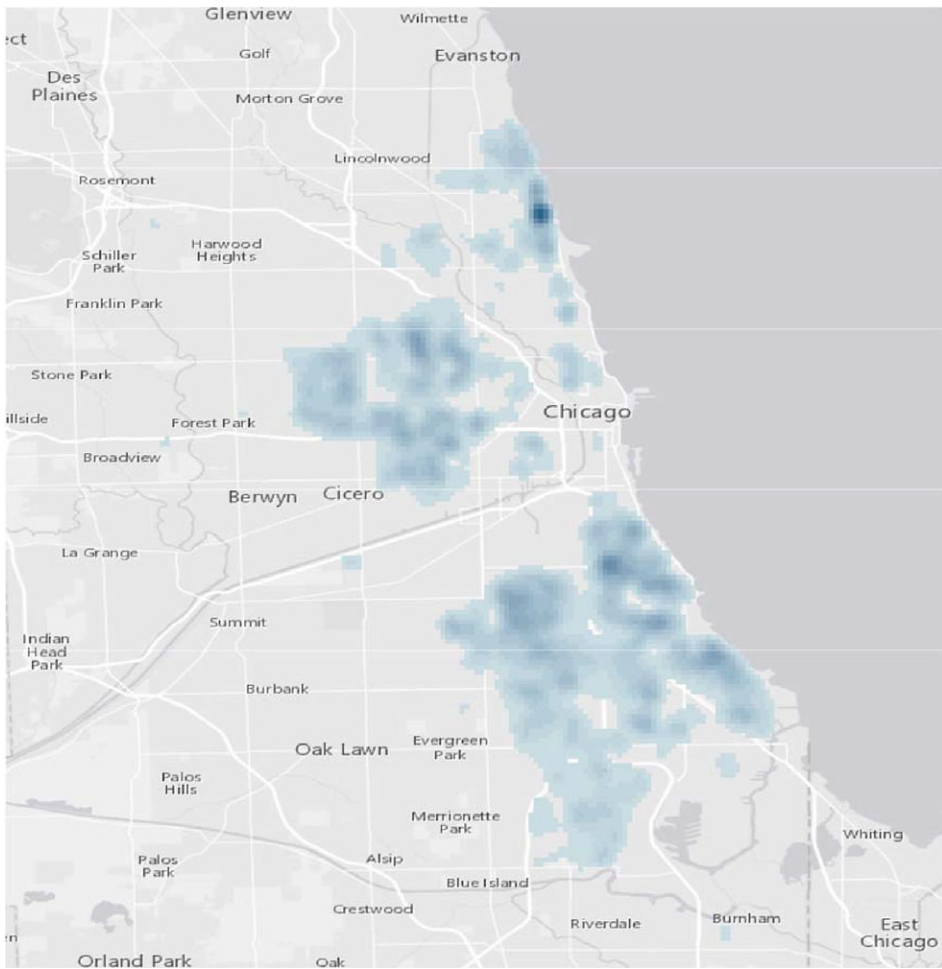 Glenview
Wilmette
ect
Golf
Evanston
Des
Plaines
Morton Grove
Lincolnwood
Rosemont
Harwood
Heights
Schiller
Park
Franklin Park
Stone Park
Chicago
illside
Forest Park
Broadview
Berwyn
Cicero
La Grange
Summit
Indian
Head
Park
Burbank
Oak Lawn
Evergreen
Park
Palos
Hills
Merrionette
Park
Whiting
Palos
Park
Alsip
Blue Island
Crestwood
Riverdale
Burnham
East
Chicago
en
Orland Park
Oak